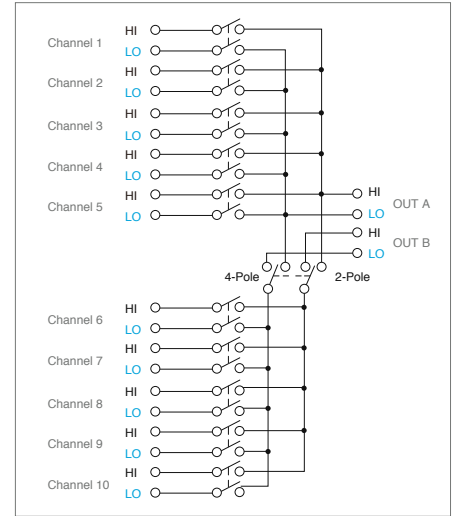 Channel 1 HI
LO
Channel 2 HI
LO
Channel 3 HI
LO
Channel 4 HI
LO
Channel 5 HI
LO
HI
LO
OUT A
HI
LO
OUT B
4-Pole 2-Pole
Channel 6 HI
LO
Channel 7 HI
LO
Channel 8 HI
LO
Channel 9 HI
LO
Channel 10 HI
LO